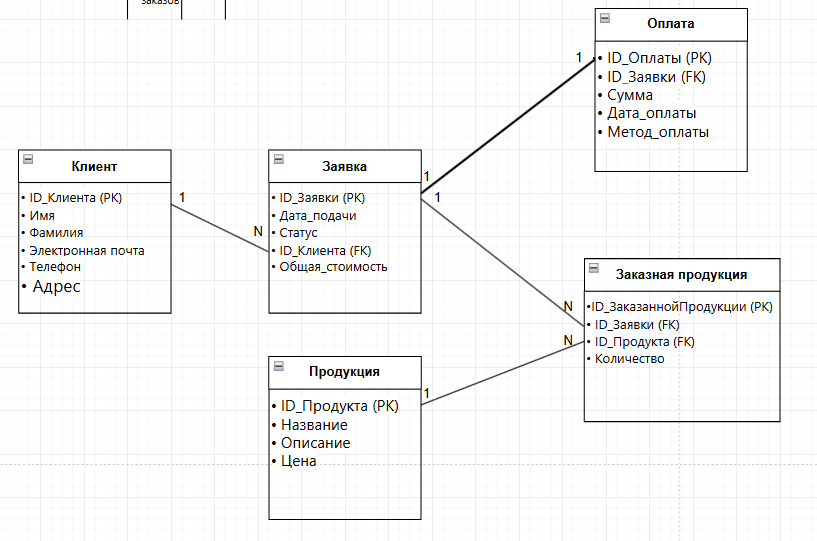 заказов
Оплата
1
• ID_Оплаты (PK)
• ID_Заявки (FK)
• Сумма
• Дата_оплаты
• Метод_оплаты
Клиент
• ID_Клиента (PK)
• Имя
• Фамилия
• Электронная почта
• Телефон
• Адрес
1
N
Заявка
• ID_Заявки (PK)
• Дата_подачи
• Статус
• ID_Клиента (FK)
• Общая_стоимость
1
1
Заказная продукция
•ID_ЗаказаннойПродукции (PK)
• ID_Заявки (FK)
• ID_Продукта (FK)
• Количество
N
N
Продукция
• ID_Продукта (PK)
• Название
• Описание
• Цена
1